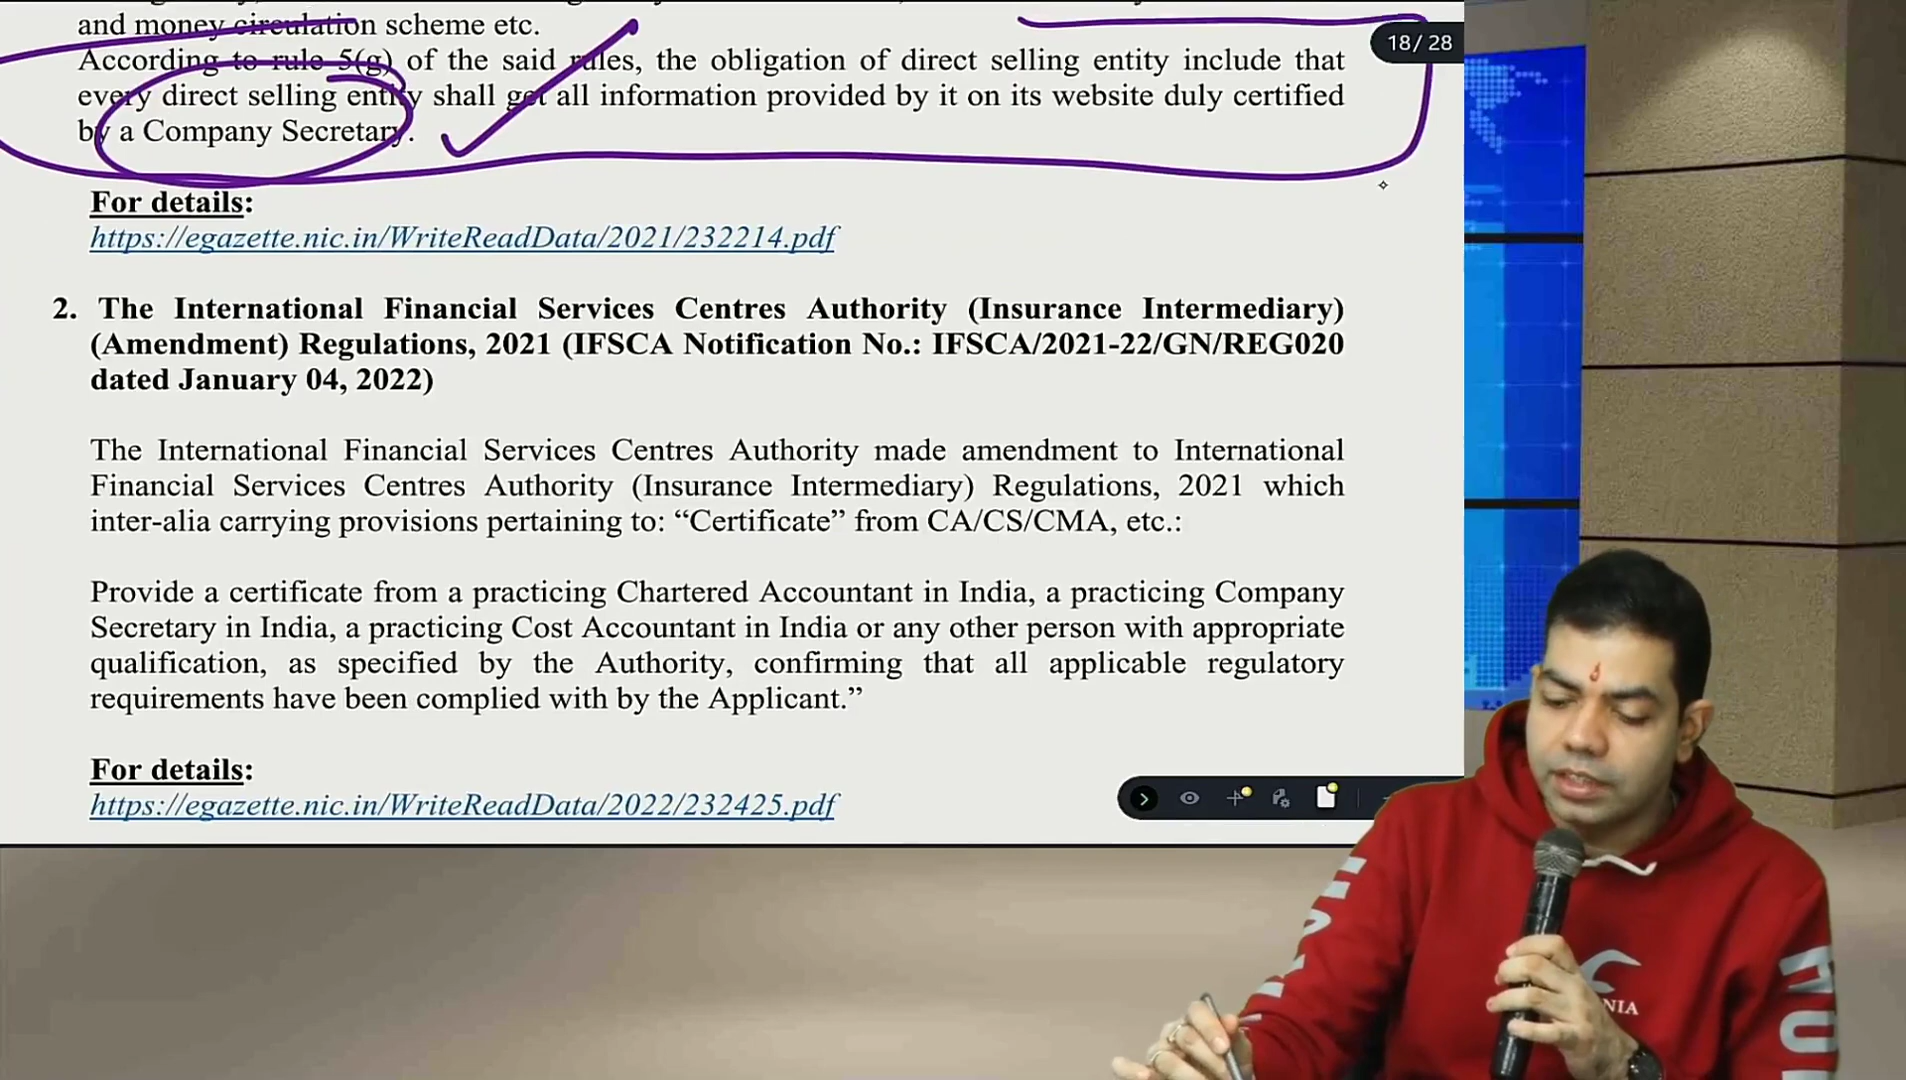 and money circulation scheme etc.
18/ 28
According to rule 5(g) of the said rules, the obligation of direct selling entity include that
every direct selling entity shall get all information provided by it on its website duly certified
by a Company Secretary.
For details:
https://egazette.nic.in/WriteReadData/2021/232214.pdf
2. The International Financial Services Centres Authority (Insurance Intermediary)
(Amendment) Regulations, 2021 (IFSCA Notification No.: IFSCA/2021-22/GN/REG020
dated January 04, 2022)
The International Financial Services Centres Authority made amendment to International
Financial Services Centres Authority (Insurance Intermediary) Regulations, 2021 which
inter-alia carrying provisions pertaining to: “Certificate” from CA/CS/CMA, etc.:
Provide a certificate from a practicing Chartered Accountant in India, a practicing Company
Secretary in India, a practicing Cost Accountant in India or any other person with appropriate
qualification, as specified by the Authority, confirming that all applicable regulatory
requirements have been complied with by the Applicant.”
For details:
https://egazette.nic.in/WriteReadData/2022/232425.pdf